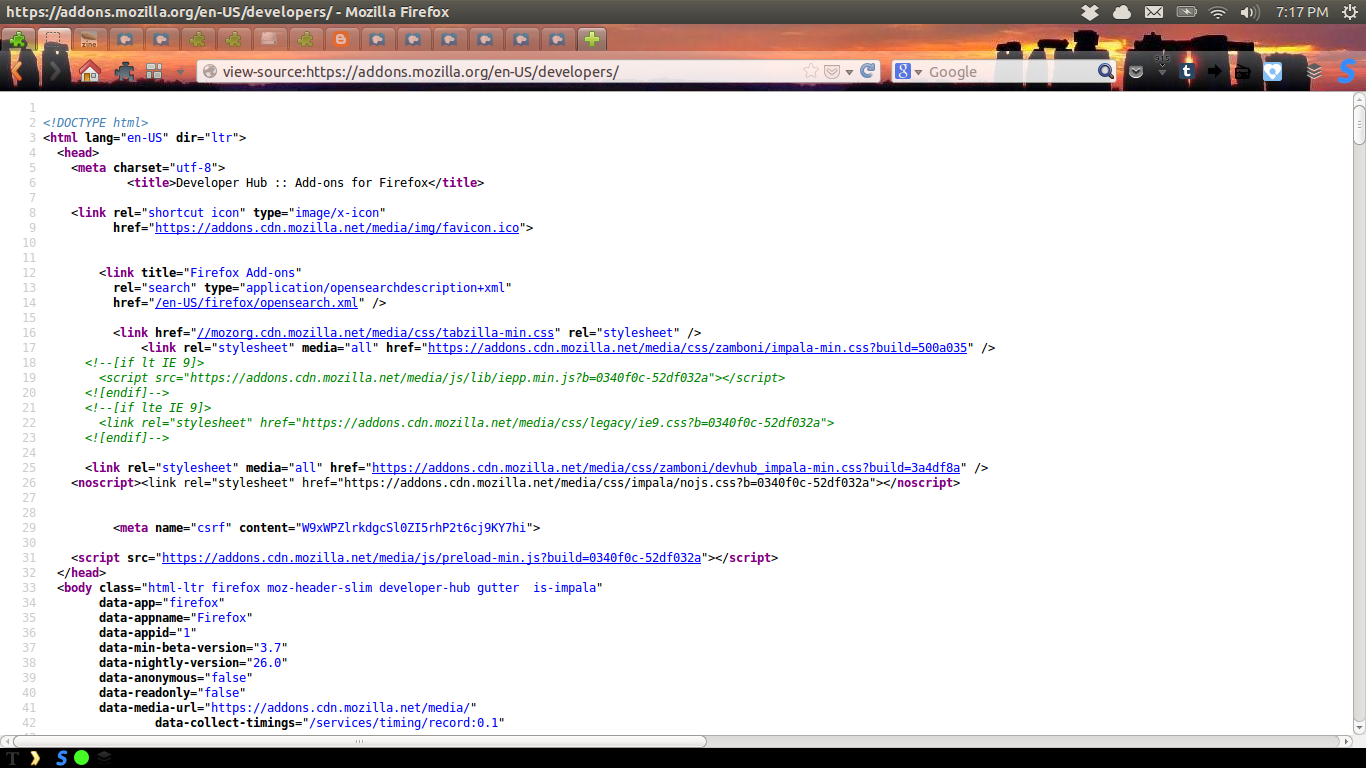 https://addons.mozilla.org/en-US/developers/ - Mozilla Firefox
7:17 PM
view-source:https://addons.mozilla.org/en-US/developers/
Google
1
2 <!DOCTYPE html>
3 <html lang="en-US" dir="ltr">
4 <head>
5 <meta charset="utf-8">
6 <title>Developer Hub :: Add-ons for Firefox</title>
7
8 <link rel="shortcut icon" type="image/x-icon"
9 href="https://addons.cdn.mozilla.net/media/img/favicon.ico">
10
11
12 <link title="Firefox Add-ons"
13 rel="search" type="application/opensearchdescription+xml"
14 href="/en-US/firefox/opensearch.xml" />
15
16 <link href="//mozorg.cdn.mozilla.net/media/css/tabzilla-min.css" rel="stylesheet" />
17 <link rel="stylesheet" media="all" href="https://addons.cdn.mozilla.net/media/css/zamboni/impala-min.css?build=500a035" />
18 <!--[if lt IE 9]>
19 <script src="https://addons.cdn.mozilla.net/media/js/lib/iepp.min.js?b=0340f0c-52df032a"></script>
20 <![endif]-->
21 <!--[if lte IE 9]>
22 <link rel="stylesheet" href="https://addons.cdn.mozilla.net/media/css/legacy/ie9.css?b=0340f0c-52df032a">
23 <![endif]-->
24
25 <link rel="stylesheet" media="all" href="https://addons.cdn.mozilla.net/media/css/zamboni/devhub_impala-min.css?build=3a4df8a" />
26 <noscript><link rel="stylesheet" href="https://addons.cdn.mozilla.net/media/css/impala/nojs.css?b=0340f0c-52df032a"></noscript>
27
28
29 <meta name="csrf" content="W9xWPZlrkdgcSl0ZI5rhP2t6cj9KY7hi">
30
31 <script src="https://addons.cdn.mozilla.net/media/js/preload-min.js?build=0340f0c-52df032a"></script>
32 </head>
33 <body class="html-ltr firefox moz-header-slim developer-hub gutter  is-impala"
34 data-app="firefox"
35 data-appname="Firefox"
36 data-appid="1"
37 data-min-beta-version="3.7"
38 data-nightly-version="26.0"
39 data-anonymous="false"
40 data-readonly="false"
41 data-media-url="https://addons.cdn.mozilla.net/media/"
42 data-collect-timings="/services/timing/record:0.1"